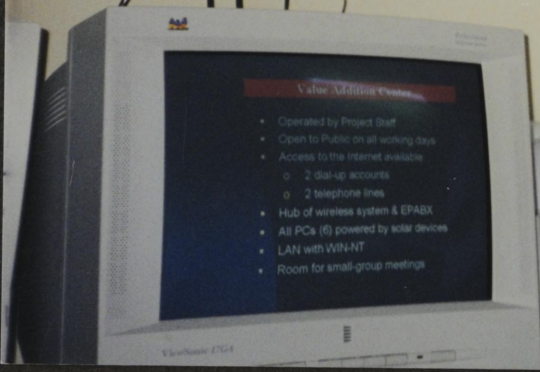 Value Addition Center
• Operated by Project Staff
• Open to Public on all working days
• Access to the Internet available
o 2 dial-up accounts
o 2 telephone lines
• Hub of wireless system & EPABX
• All PCs (6) powered by solar devices
• LAN with WIN-NT
• Room for small-group meetings
ViewSonic